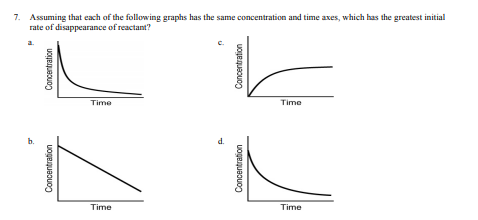 7. Assuming that each of the following graphs has the same concentration and time axes, which has the greatest initial
rate of disappearance of reactant?
a.
Concentration
Time
c.
Concentration
Time
b.
Concentration
Time
d.
Concentration
Time